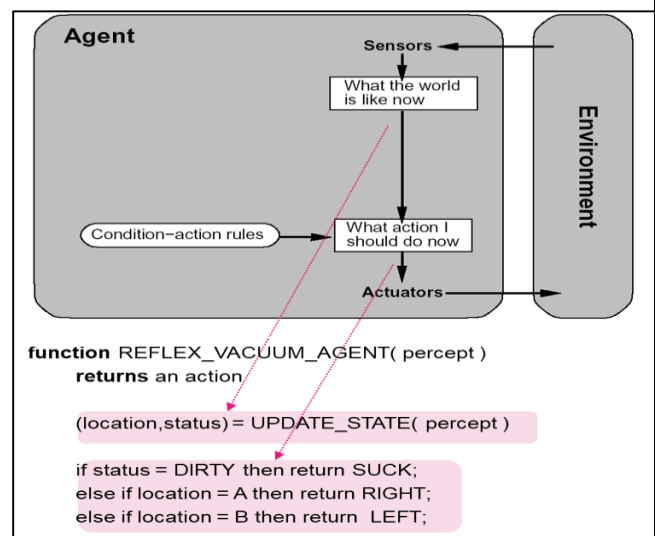 Agent
Sensors
What the world
is like now
Environment
Condition−action rules
What action I
should do now
Actuators
function REFLEX_VACUUM_AGENT( percept )
returns an action
(location,status) = UPDATE_STATE( percept )
if status = DIRTY then return SUCK;
else if location = A then return RIGHT;
else if location = B then return LEFT;